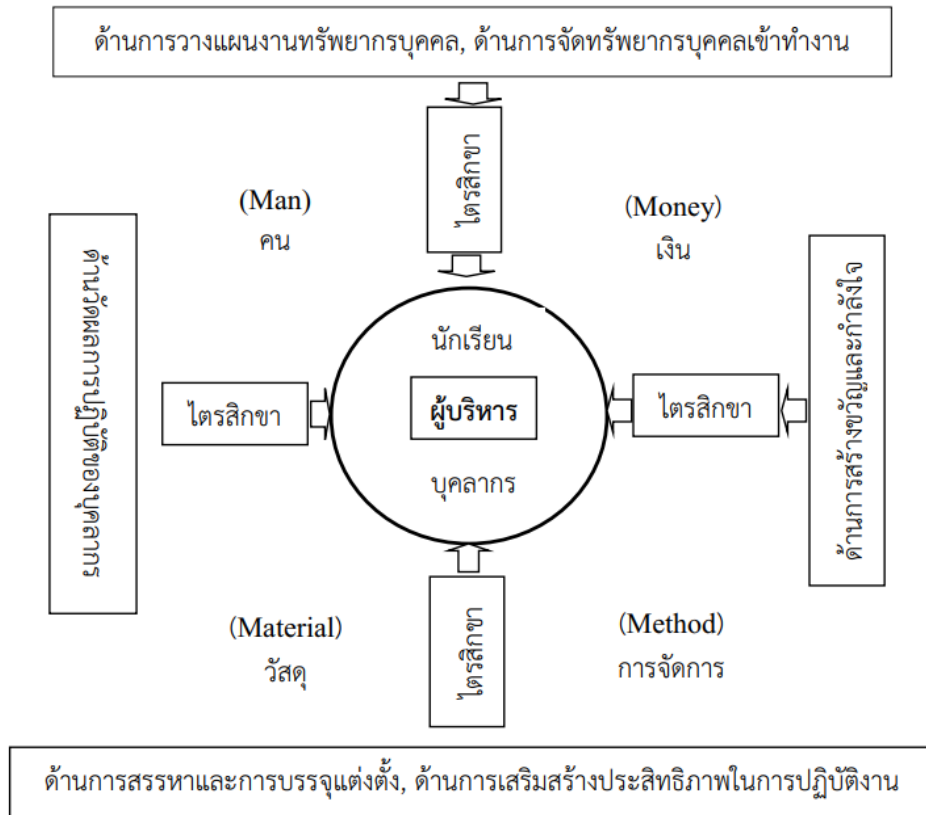 ด้านการวางแผนงานทรัพยากรบุคคล, ด้านการจัดทรัพยากรบุคคลเข้าทำงาน
ไตรสิกขา
(Man)
คน
(Money)
เงิน
ด้านวัดผลการปฏิบัติของบุคลากร
ไตรสิกขา
นักเรียน
ผู้บริหาร
บุคลากร
ไตรสิกขา
ด้านการสร้างขวัญและกำลังใจ
(Material)
วัสดุ
ไตรสิกขา
(Method)
การจัดการ
ด้านการสรรหาและการบรรจุแต่งตั้ง, ด้านการเสริมสร้างประสิทธิภาพในการปฏิบัติงาน